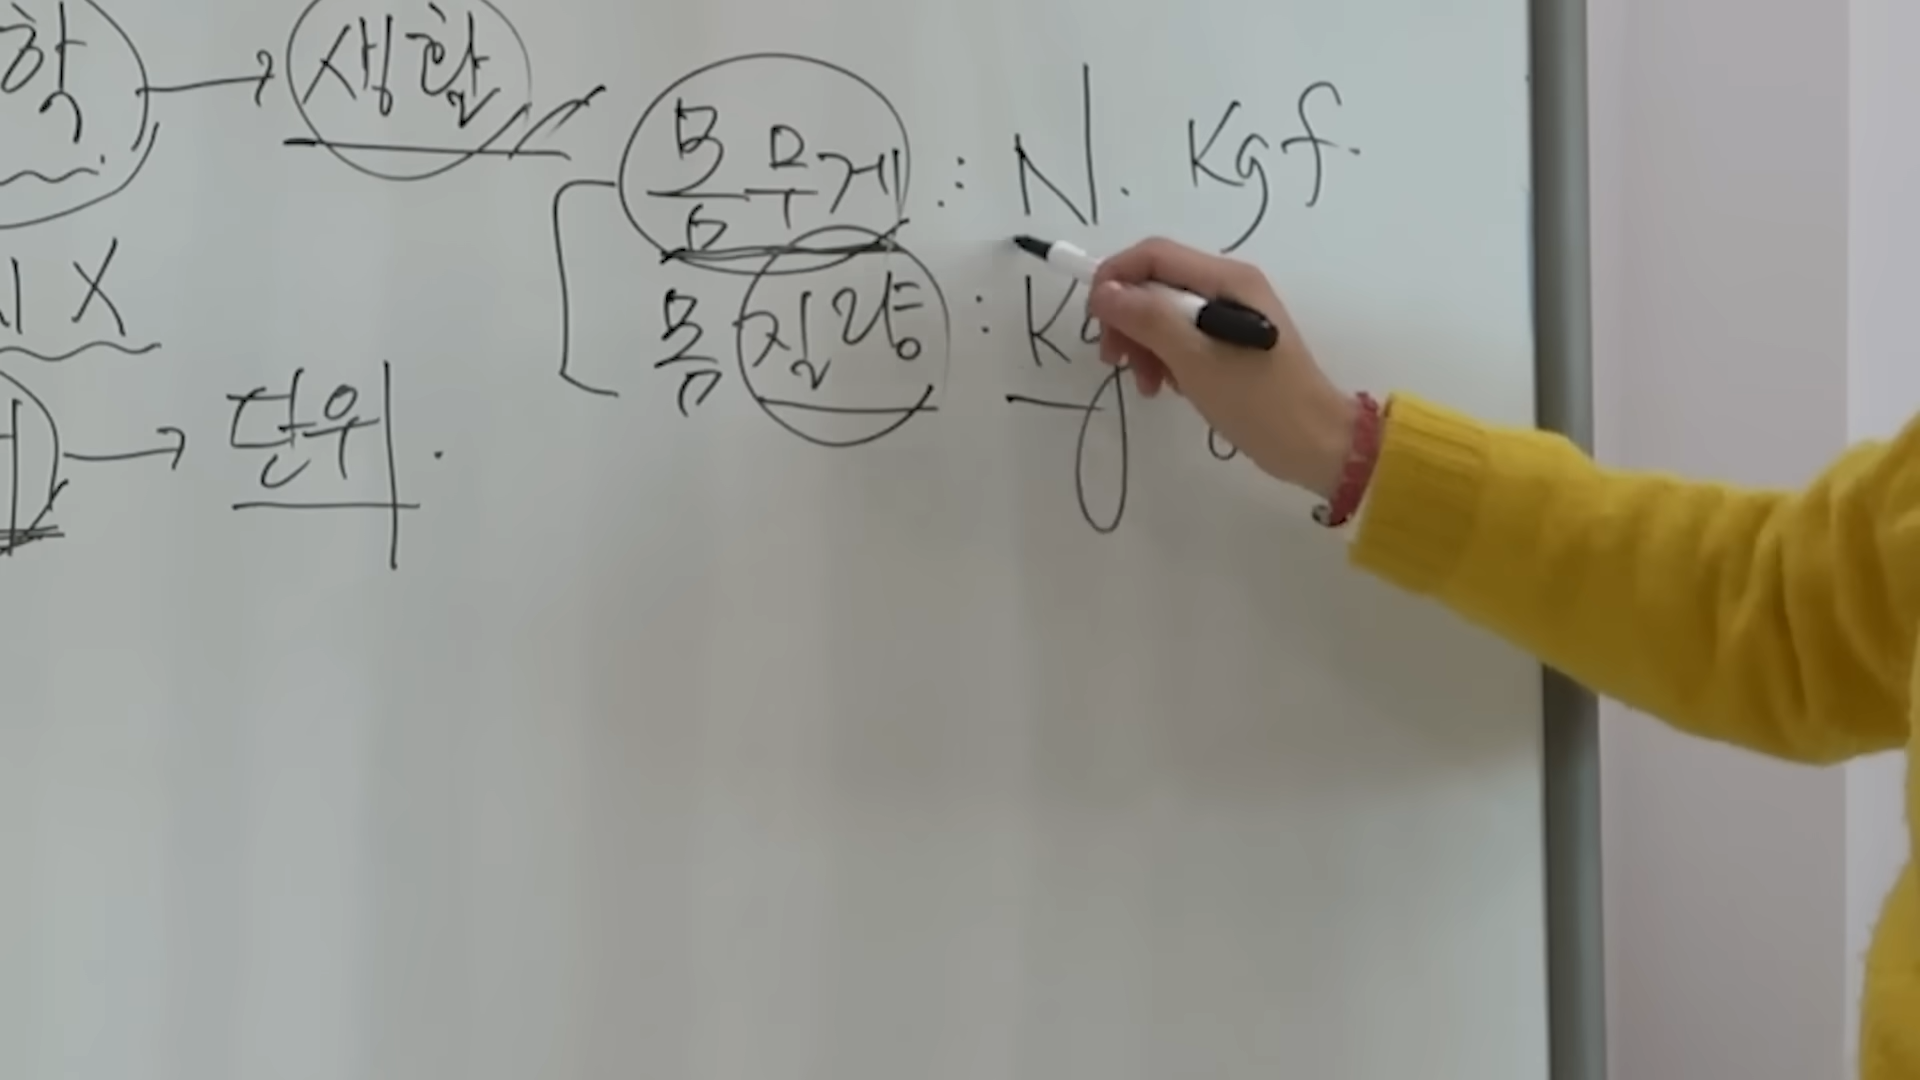 학 → 생활
몸무게 : N. Kgf.
X
몸질량 : Kg
→ 단위.